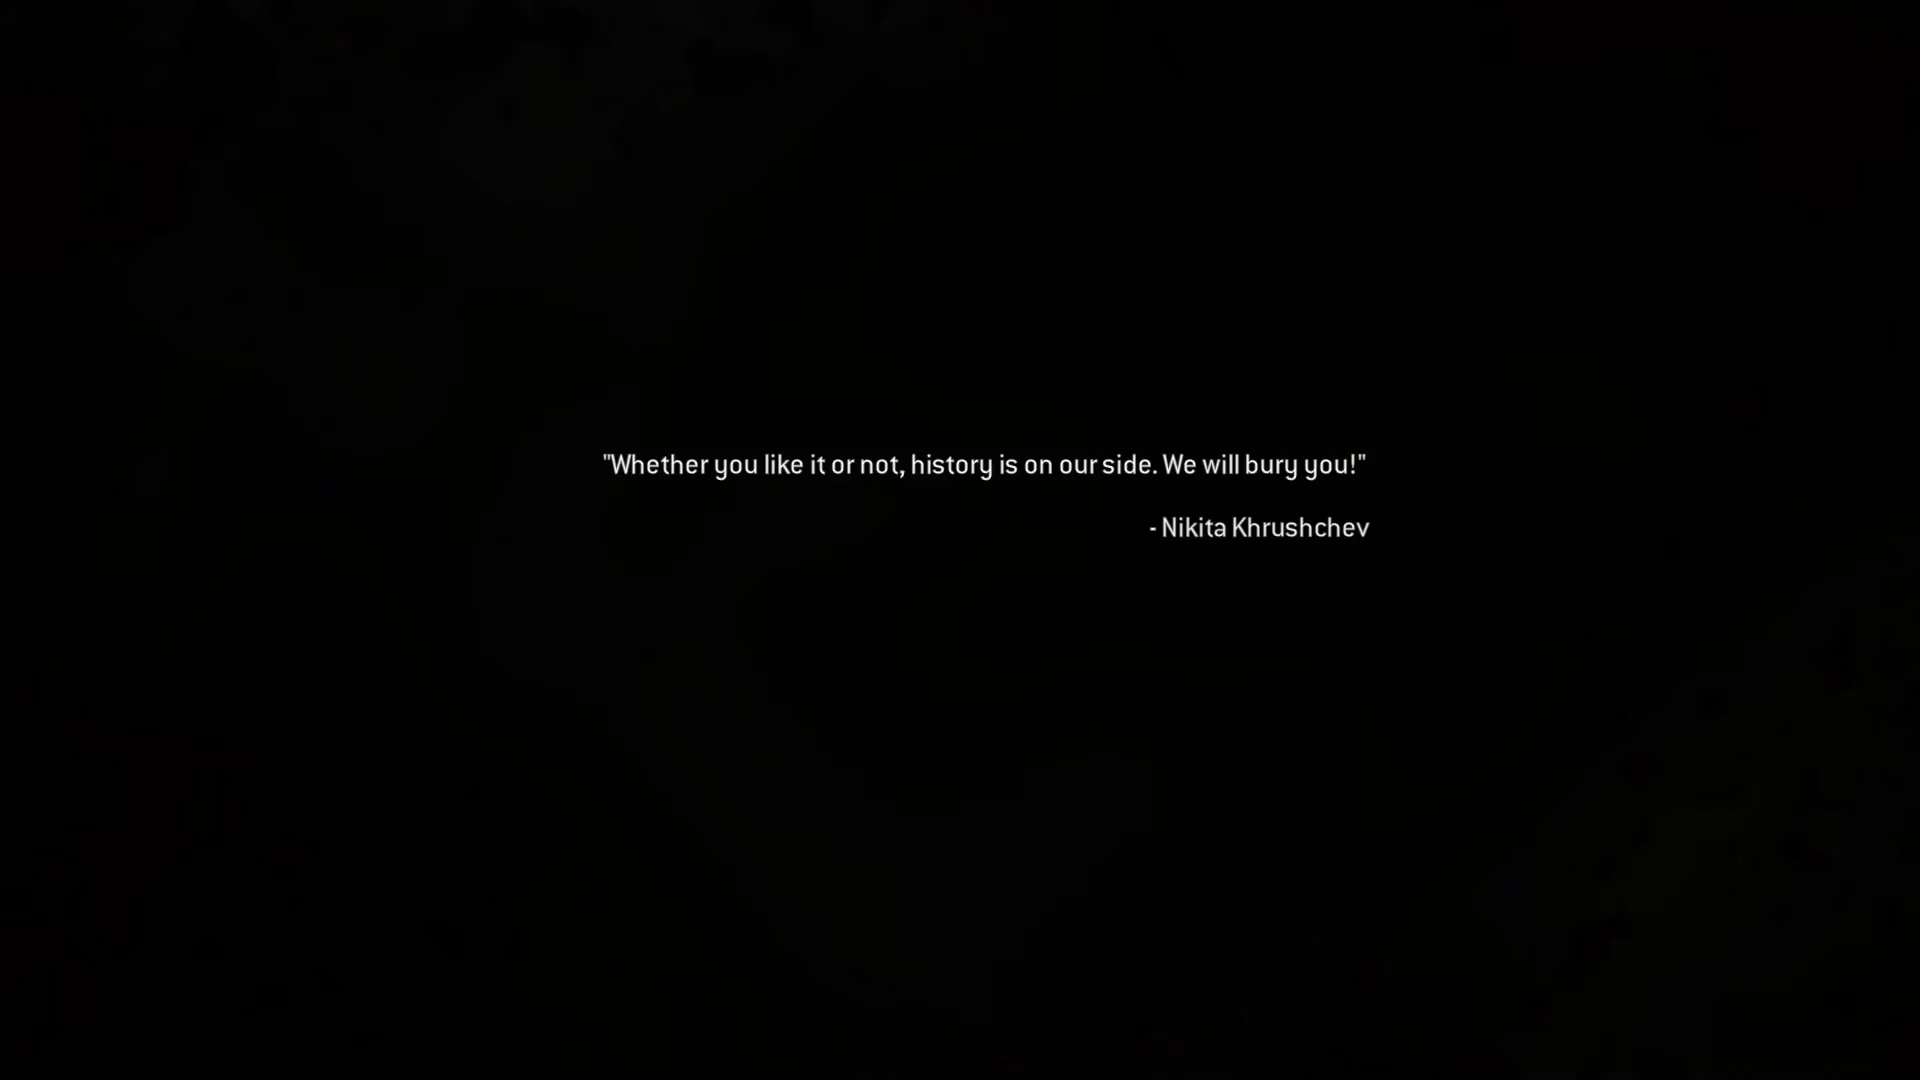 "Whether you like it or not, history is on our side. We will bury you!"
- Nikita Khrushchev